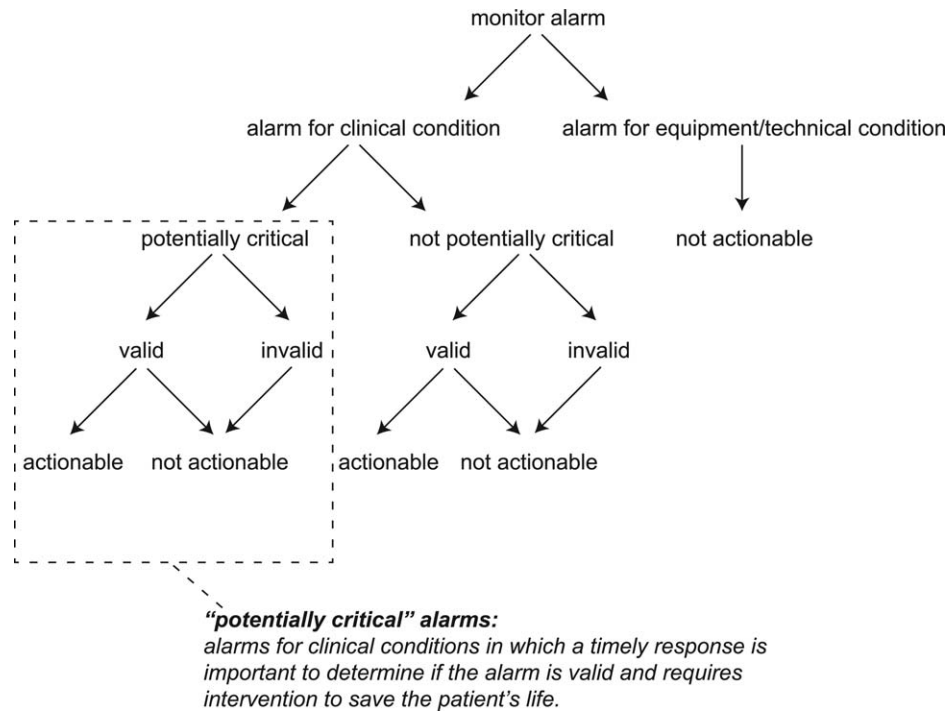 monitor alarm
alarm for clinical condition
alarm for equipment/technical condition
potentially critical
not potentially critical
not actionable
valid
invalid
valid
invalid
actionable
not actionable
actionable
not actionable
“potentially critical” alarms:
alarms for clinical conditions in which a timely response is
important to determine if the alarm is valid and requires
intervention to save the patient’s life.